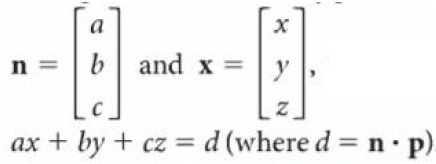 n = [a b c] and x = [x y z],
ax + by + cz = d (where d = n · p)